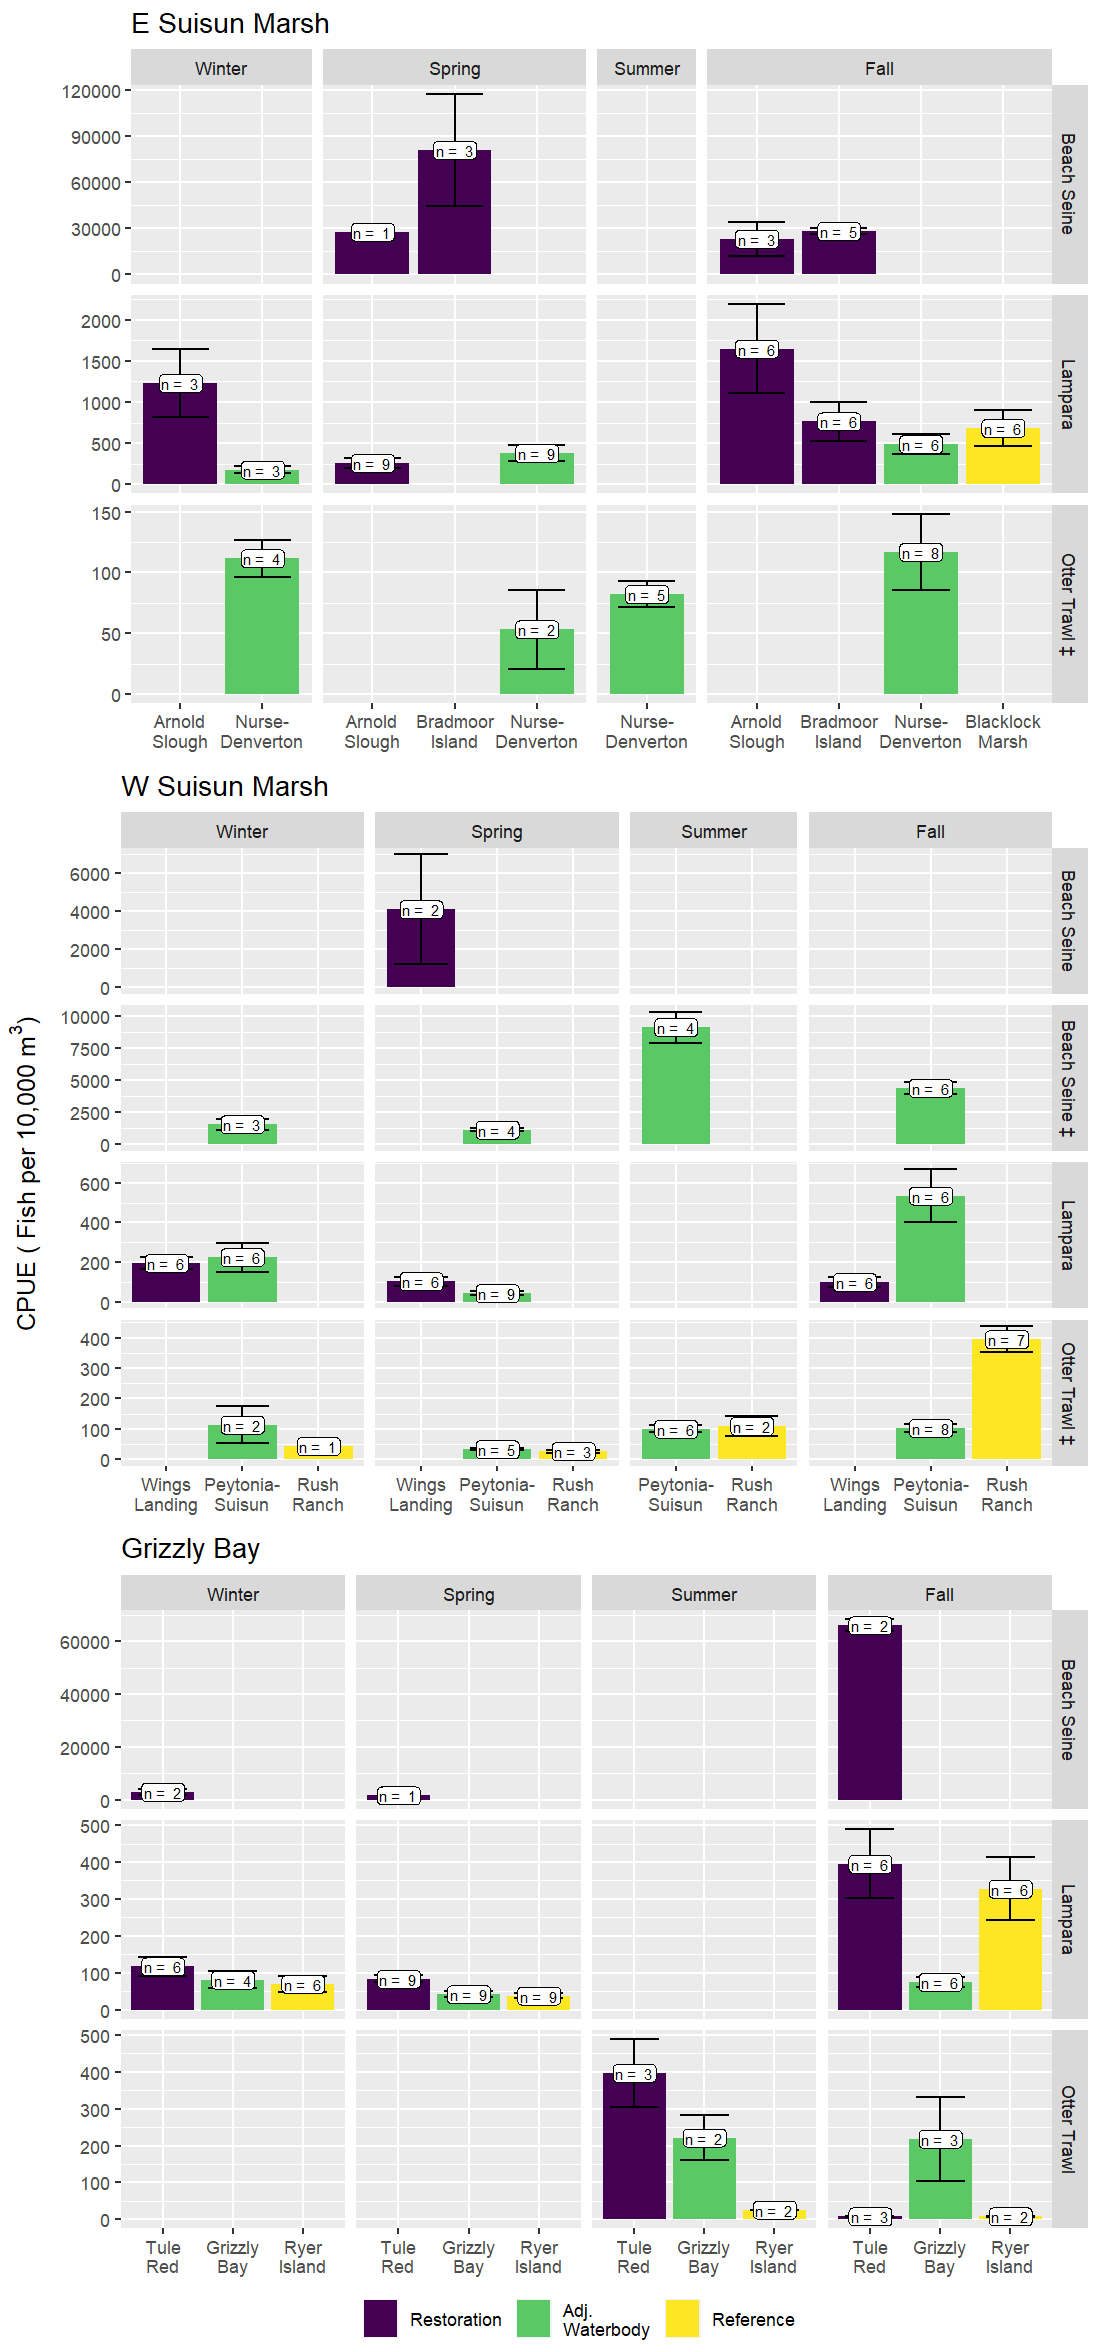 E Suisun Marsh
Winter
Spring
Summer
Fall
120000
90000
60000
30000
0
n = 1
n = 3
n = 3
n = 5
Beach Seine
2000
1500
1000
500
0
n = 3
n = 3
n = 9
n = 9
n = 6
n = 6
n = 6
n = 6
Lampara
150
100
50
0
n = 4
n = 2
n = 5
n = 8
Otter Trawl ‡
Arnold
Slough
Nurse-
Denverton
Arnold
Slough
Bradmoor
Island
Nurse-
Denverton
Nurse-
Denverton
Arnold
Slough
Bradmoor
Island
Nurse-
Denverton
Blacklock
Marsh
W Suisun Marsh
Winter
Spring
Summer
Fall
CPUE ( Fish per 10,000 m³)
6000
4000
2000
0
n = 2
Beach Seine
10000
7500
5000
2500
0
n = 3
n = 4
n = 4
n = 6
Beach Seine ‡
600
400
200
0
n = 6
n = 6
n = 6
n = 9
n = 6
n = 6
Lampara
400
300
200
100
0
n = 2
n = 1
n = 5
n = 3
n = 6
n = 2
n = 8
n = 7
Otter Trawl ‡
Wings
Landing
Peytonia-
Suisun
Rush
Ranch
Wings
Landing
Peytonia-
Suisun
Rush
Ranch
Peytonia-
Suisun
Rush
Ranch
Wings
Landing
Peytonia-
Suisun
Rush
Ranch
Grizzly Bay
Winter
Spring
Summer
Fall
60000
40000
20000
0
n = 2
n = 1
n = 2
Beach Seine
500
400
300
200
100
0
n = 6
n = 4
n = 6
n = 9
n = 9
n = 9
n = 6
n = 6
n = 6
Lampara
500
400
300
200
100
0
n = 3
n = 2
n = 2
n = 3
n = 3
n = 2
Otter Trawl
Tule
Red
Grizzly
Bay
Ryer
Island
Tule
Red
Grizzly
Bay
Ryer
Island
Tule
Red
Grizzly
Bay
Ryer
Island
Tule
Red
Grizzly
Bay
Ryer
Island
Restoration
Adj.
Waterbody
Reference